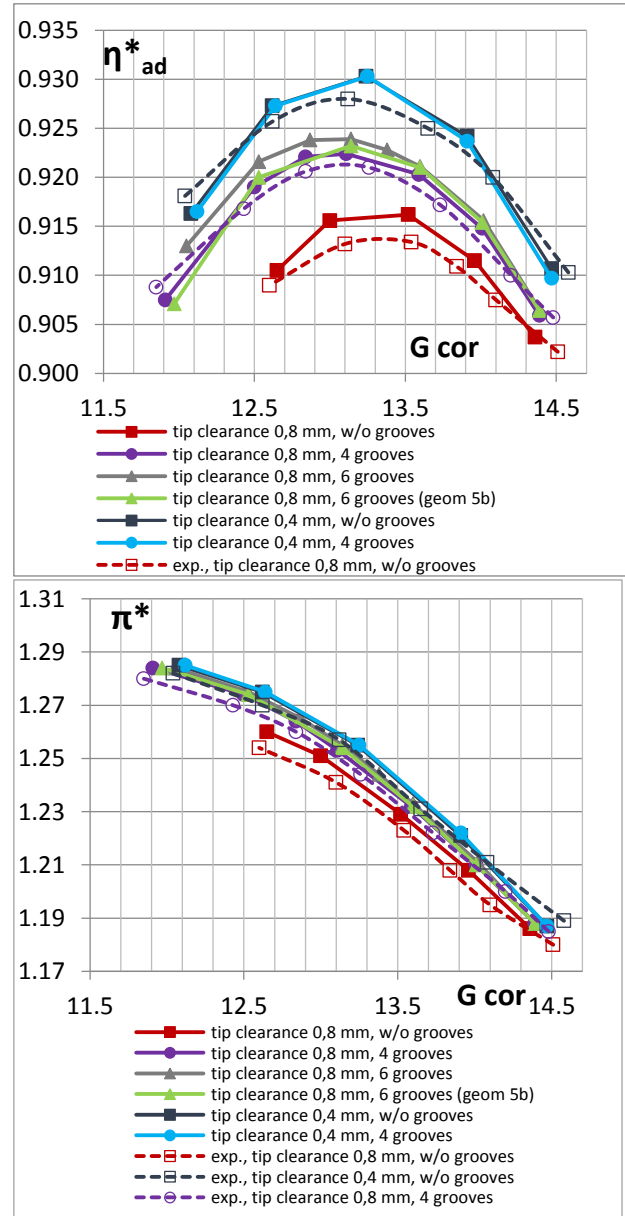 0.935
η*ad
0.930
0.925
0.920
0.915
0.910
0.905
G cor
0.900
11.5 12.5 13.5 14.5
tip clearance 0,8 mm, w/o grooves
tip clearance 0,8 mm, 4 grooves
tip clearance 0,8 mm, 6 grooves
tip clearance 0,8 mm, 6 grooves (geom 5b)
tip clearance 0,4 mm, w/o grooves
tip clearance 0,4 mm, 4 grooves
exp., tip clearance 0,8 mm, w/o grooves
1.31
π*
1.29
1.27
1.25
1.23
1.21
1.19
1.17
G cor
11.5 12.5 13.5 14.5
tip clearance 0,8 mm, w/o grooves
tip clearance 0,8 mm, 4 grooves
tip clearance 0,8 mm, 6 grooves
tip clearance 0,8 mm, 6 grooves (geom 5b)
tip clearance 0,4 mm, w/o grooves
tip clearance 0,4 mm, 4 grooves
exp., tip clearance 0,8 mm, w/o grooves
exp., tip clearance 0,4 mm, w/o grooves
exp., tip clearance 0,8 mm, 4 grooves